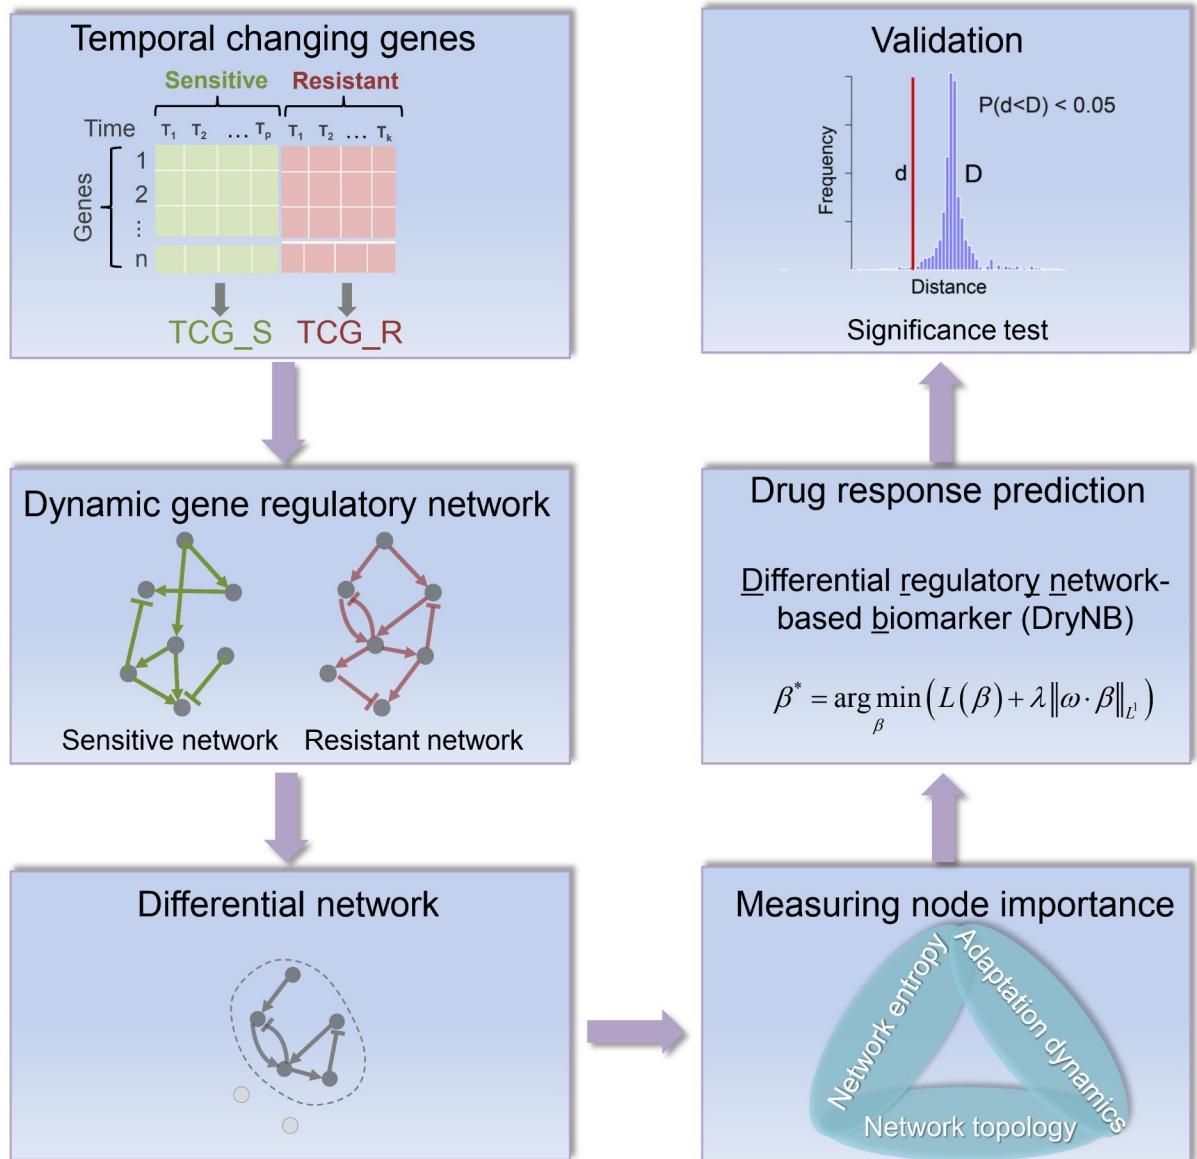 Temporal changing genes
Sensitive Resistant
Time T1 T2 ... Tp T1 T2 ... Tk
Genes
1
2
...
n
TCG_S TCG_R
Dynamic gene regulatory network
Sensitive network Resistant network
Differential network
Measuring node importance
Network entropy
Adaptation dynamics
Network topology
Drug response prediction
Differential regulatory network-
based biomarker (DryNB)
β* = arg min (L(β) + λ‖ω·β‖L1)
β
Validation
P(d<D) < 0.05
Frequency
d
D
Distance
Significance test